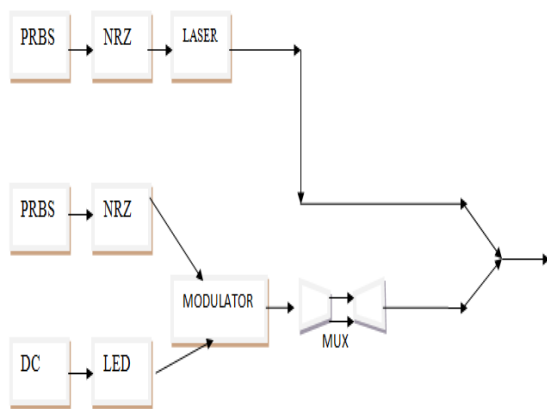 PRBS
NRZ
LASER
PRBS
NRZ
MODULATOR
MUX
DC
LED